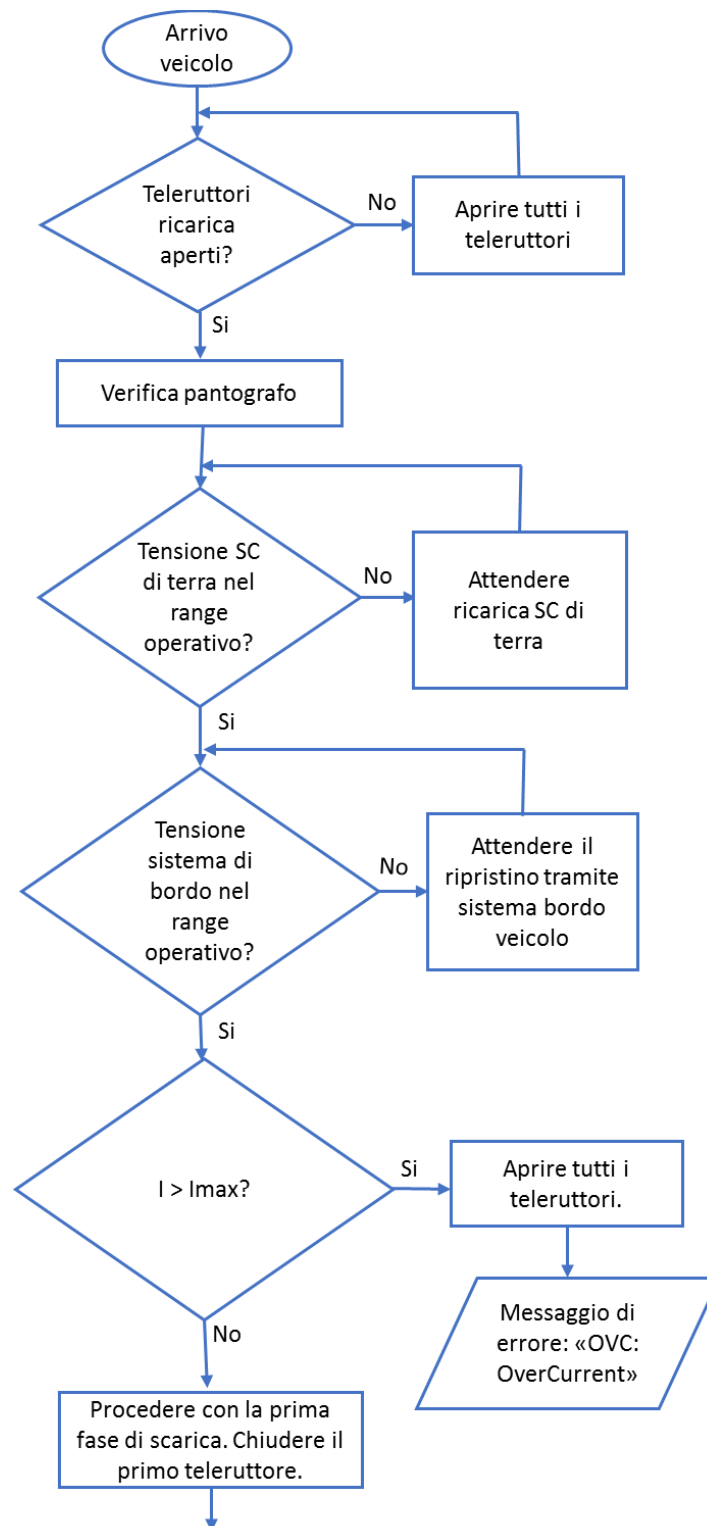 Arrivo
veicolo
Teleruttori
ricarica
aperti?
No
Aprire tutti i
teleruttori
Si
Verifica pantografo
Tensione SC
di terra nel
range
operativo?
No
Attendere
ricarica SC di
terra
Si
Tensione
sistema di
bordo nel
range
operativo?
No
Attendere il
ripristino tramite
sistema bordo
veicolo
Si
I > Imax?
Si
Aprire tutti i
teleruttori.
Messaggio di
errore: «OVC:
OverCurrent»
No
Procedere con la prima
fase di scarica. Chiudere il
primo teleruttore.